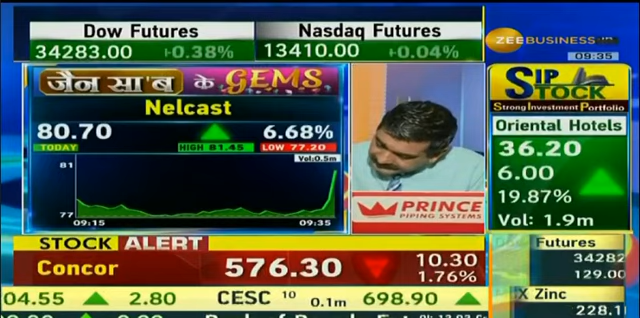 Dow Futures
34283.00 +0.38%
Nasdaq Futures
13410.00 +0.04%
ZEE BUSINESS
09:35
जैन सा'ब के GEMS
Nelcast
80.70 6.68%
TODAY HIGH 81.45 LOW 77.20
Vol:0.5m
81
77
09:15 09:35
PRINCE
PIPING SYSTEMS
SIP
STOCK
Strong Investment Portfolio
Oriental Hotels
36.20
6.00
19.87%
Vol: 1.9m
STOCK ALERT
Concor 576.30 10.30
1.76%
Futures
34282
129.00
X Zinc
228.1
04.55 2.80 CESC 10 0.1m 698.90